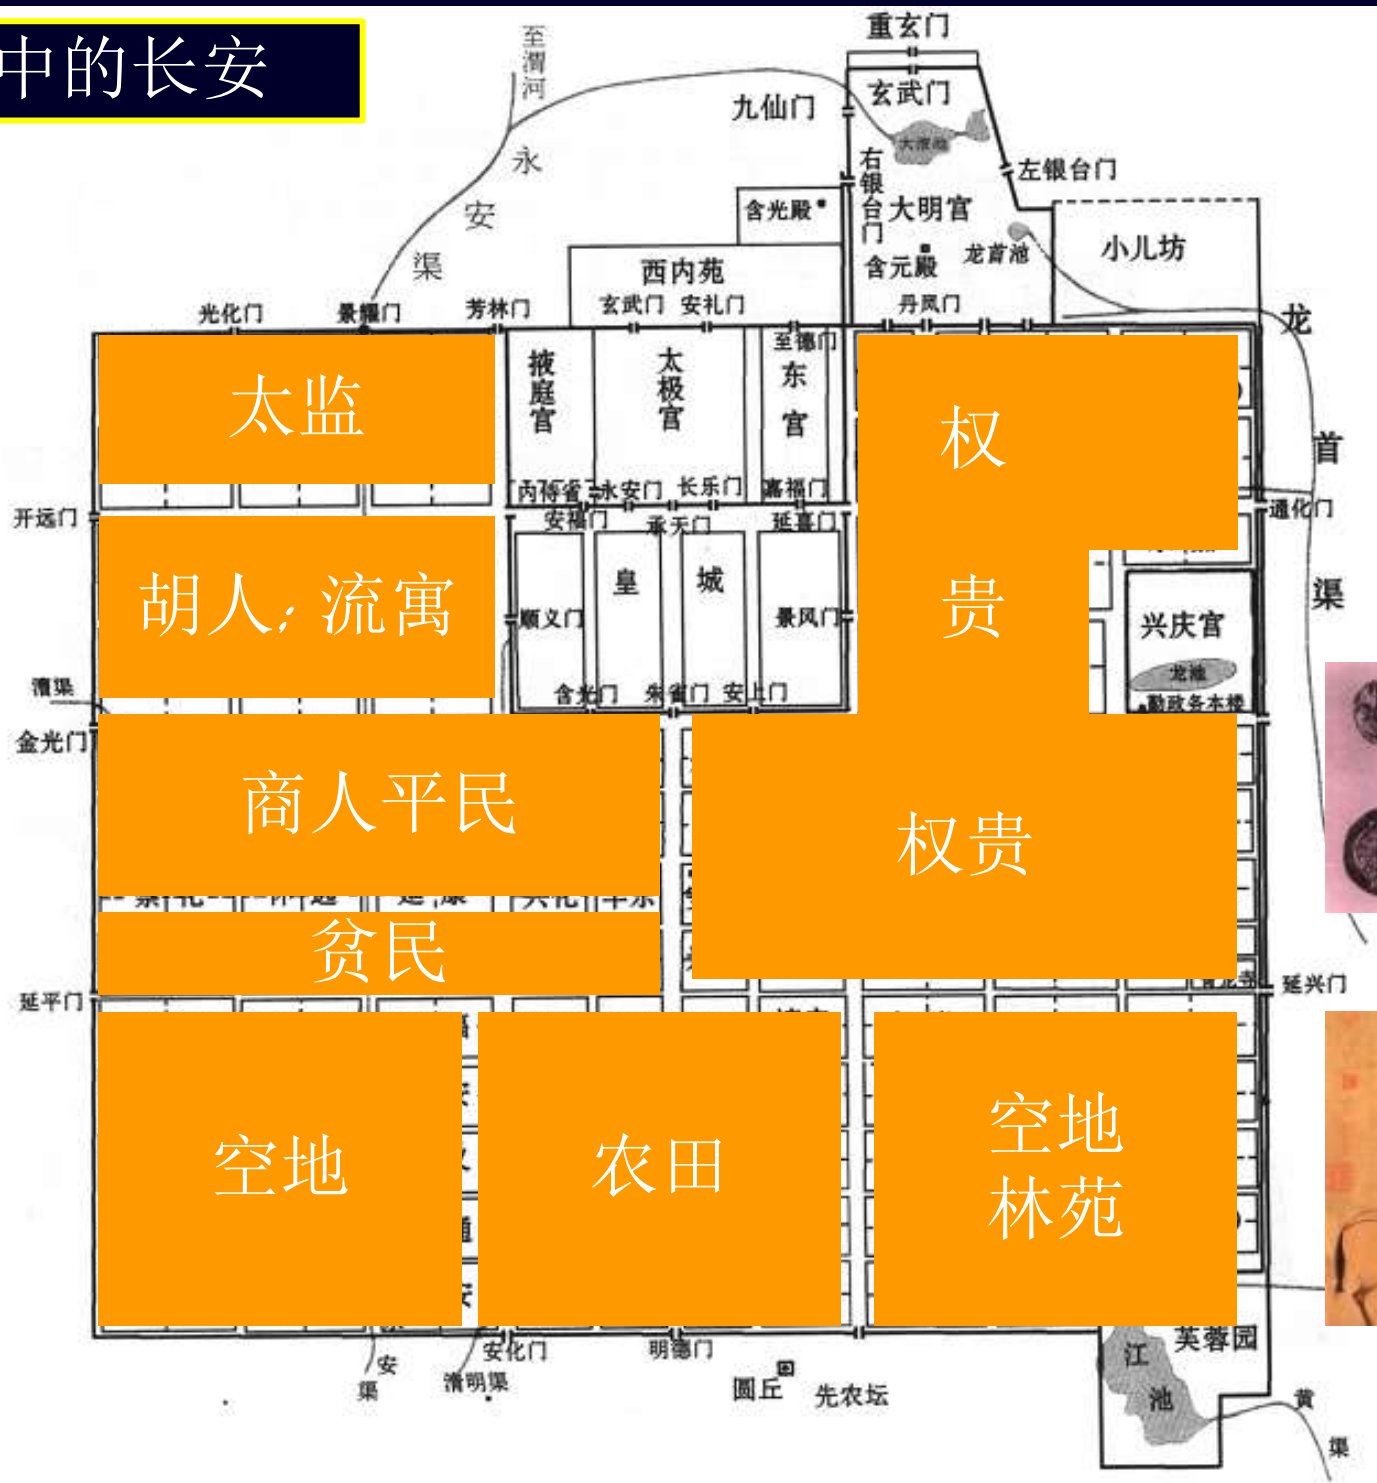 中的长安
重玄门
至渭河
玄武门
九仙门
永安渠
右银台门
左银台门
大明宫
含光殿
含元殿
龙首池
小儿坊
西内苑
丹凤门
光化门
景耀门
芳林门
玄武门
安礼门
至德门
龙首渠
掖庭宫
太极宫
东宫
太监
权
开远门
内侍省
永安门
长乐门
嘉福门
通化门
安福门
承天门
延喜门
胡人，流寓
皇城
贵
顺义门
景风门
兴庆宫
龙池
含光门
朱雀门
安上门
勤政务本楼
漕渠
金光门
商人平民
权贵
贫民
延平门
延兴门
空地
农田
空地
林苑
安化门
明德门
芙蓉园
安渠
清明渠
圆丘
先农坛
江池
黄渠